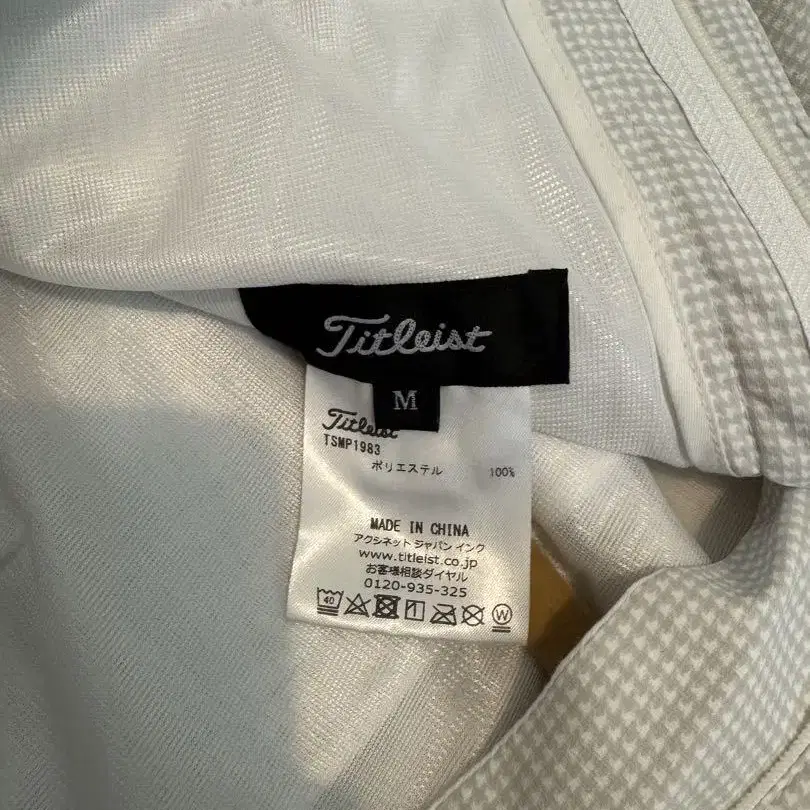 Titleist
M
Titleist
TSMP1983
ポリエステル 100%
MADE IN CHINA
アクシネット ジャパン インク
www.titleist.co.jp
お客様相談ダイヤル
0120-935-325
40
W